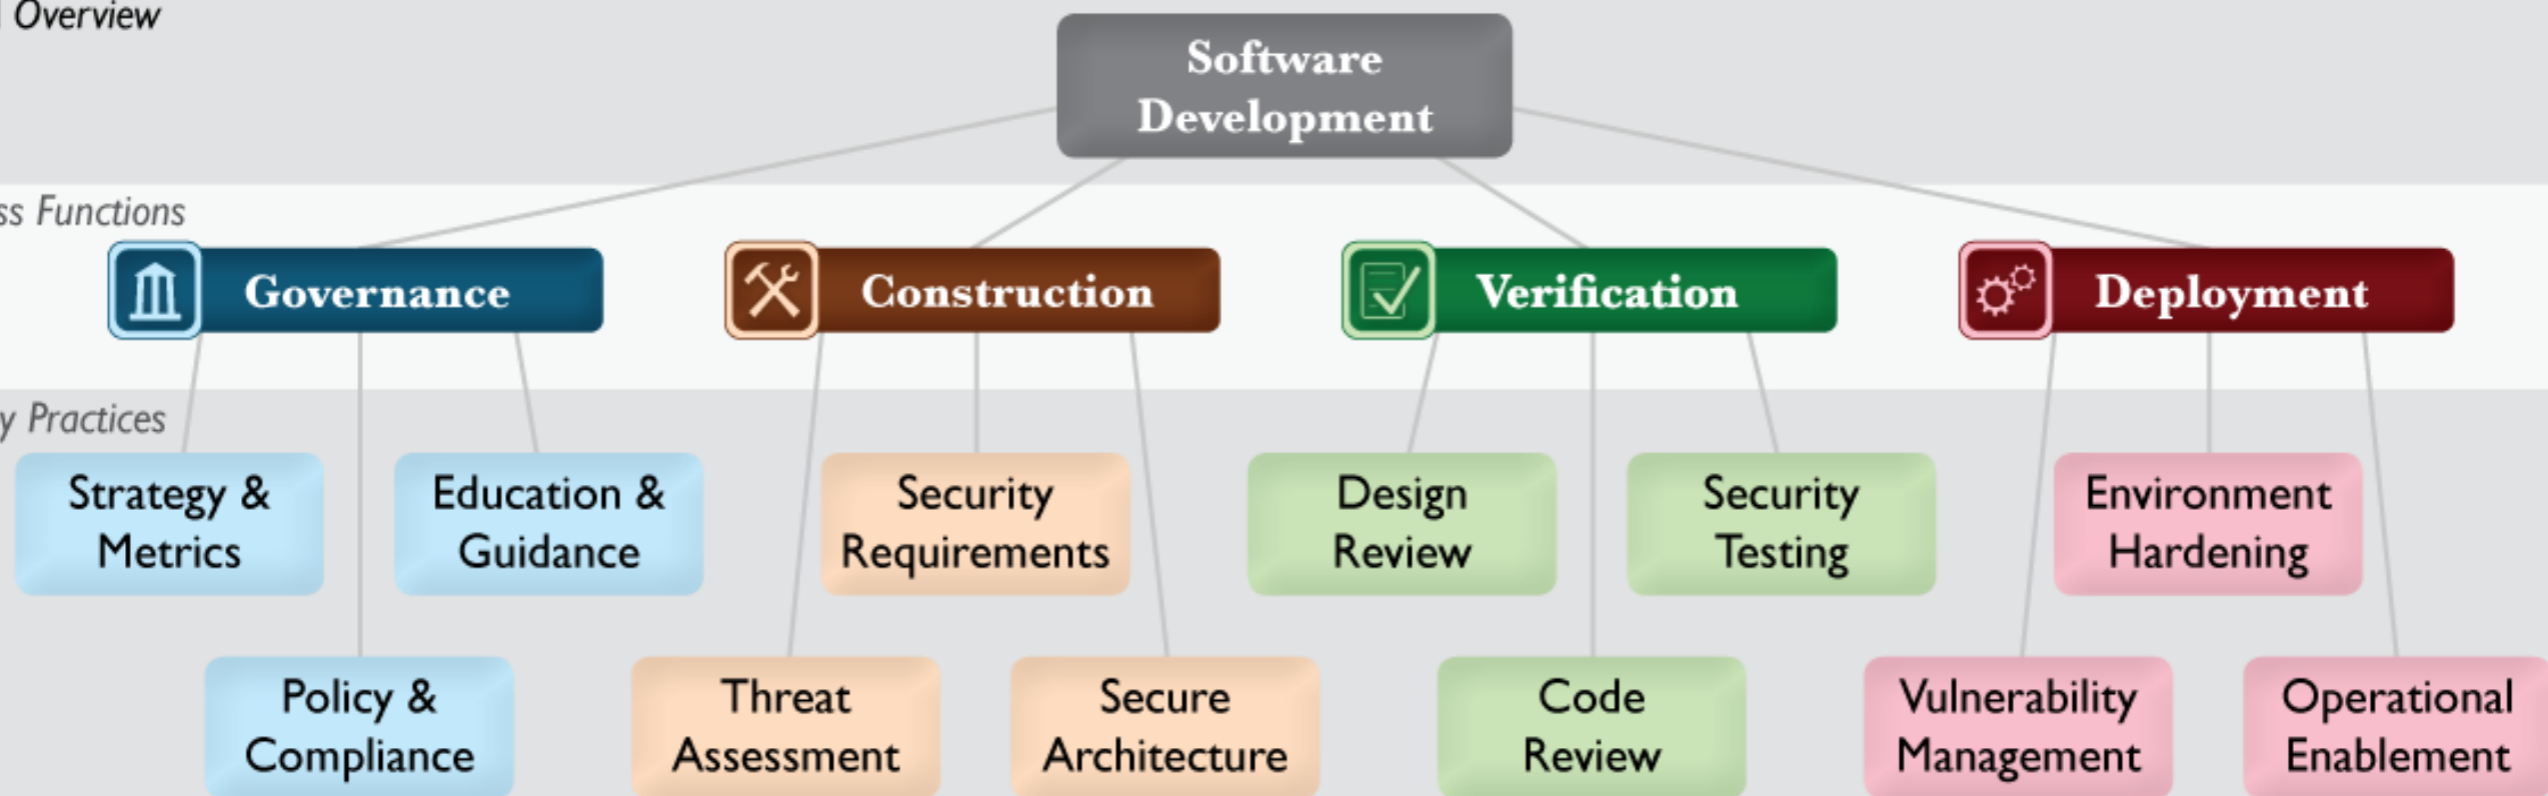 Overview
Software
Development
ss Functions
Governance
Construction
Verification
Deployment
y Practices
Strategy &
Metrics
Education &
Guidance
Security
Requirements
Design
Review
Security
Testing
Environment
Hardening
Policy &
Compliance
Threat
Assessment
Secure
Architecture
Code
Review
Vulnerability
Management
Operational
Enablement